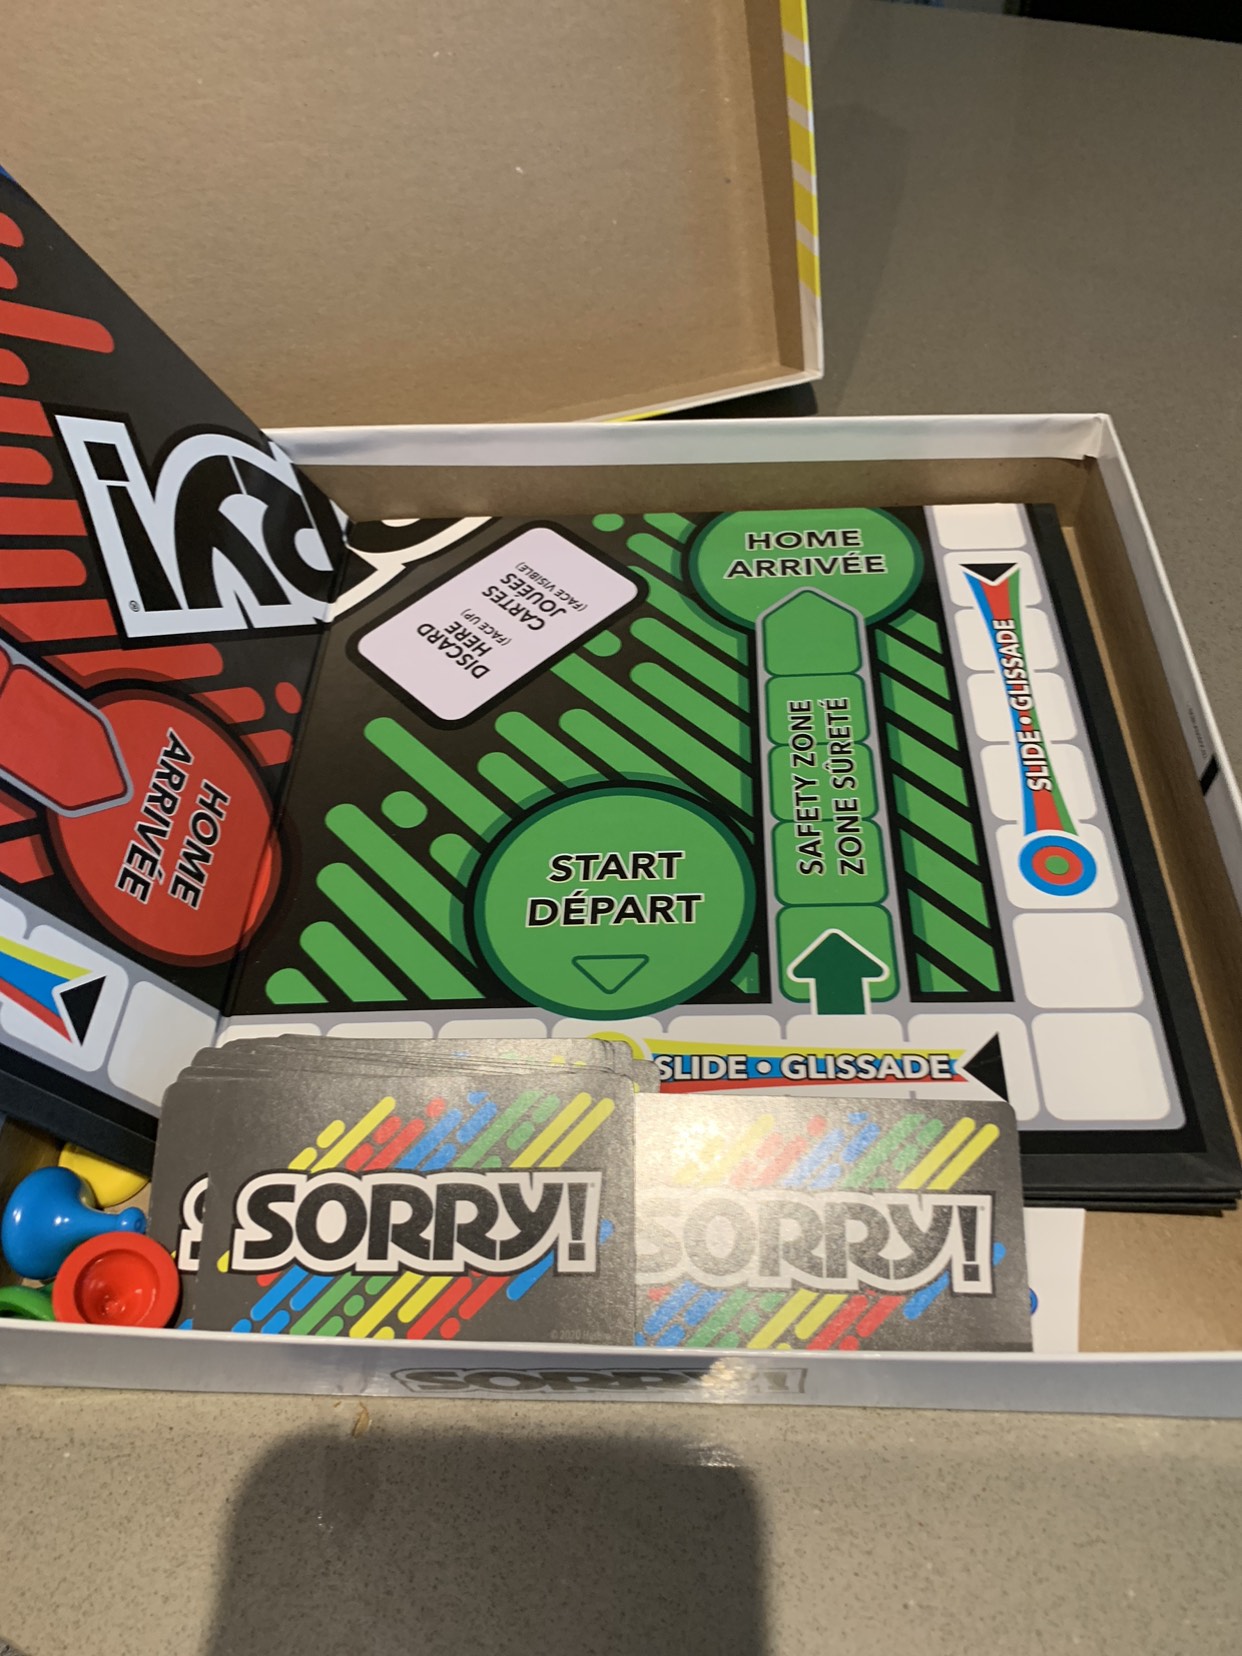 HOME
ARRIVÉE
DISCARD
HERE
(FACE UP)
CARTES
JOUÉES
(FACE VISIBLE)
SLIDE • GLISSADE
SAFETY ZONE
ZONE SÛRETÉ
HOME
ARRIVÉE
START
DÉPART
SLIDE • GLISSADE
SORRY!
SORRY!
SORRY!